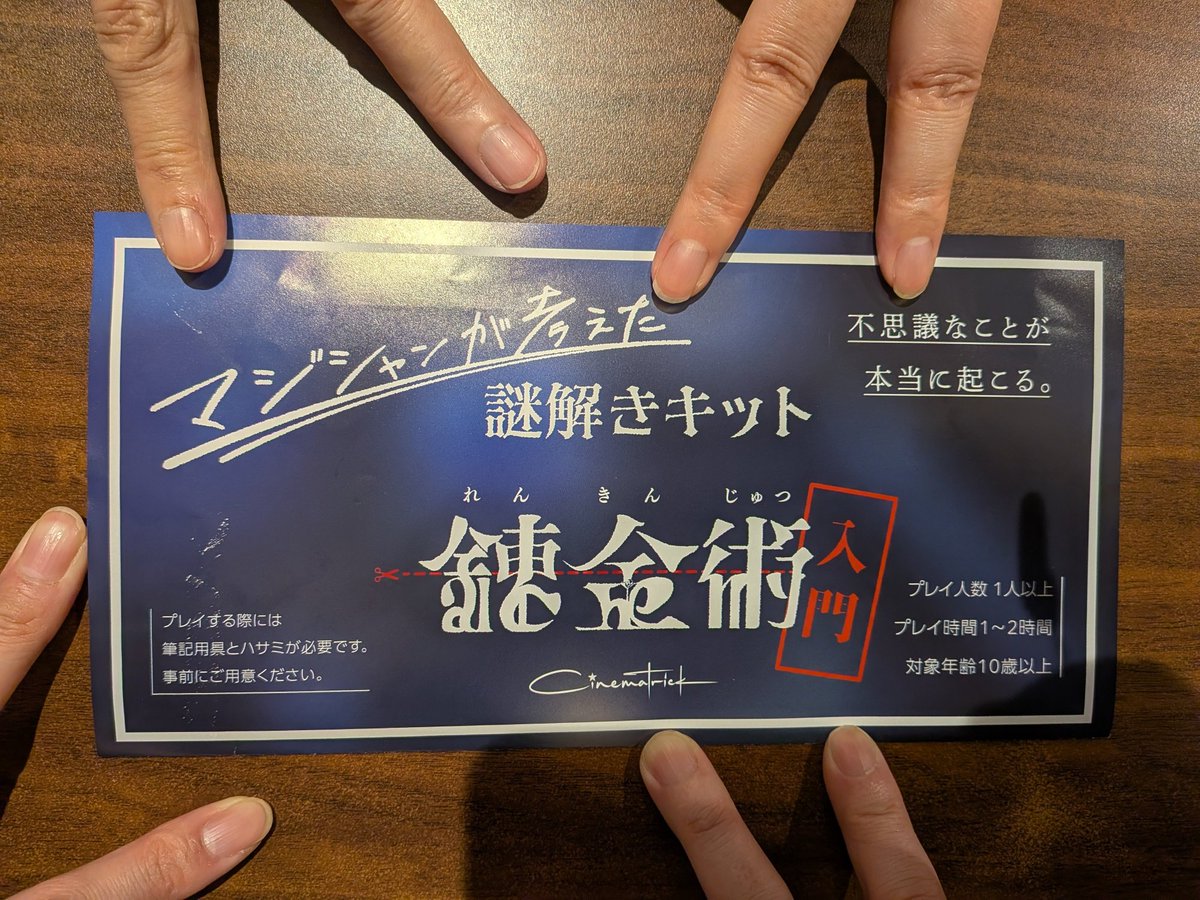 マジシャンが考えた
謎解きキット
不思議なことが
本当に起こる。
れんきんじゅつ
錬金術
入門
プレイする際には
筆記用具とハサミが必要です。
事前にご用意ください。
プレイ人数 1人以上
プレイ時間1〜2時間
対象年齢10歳以上
Cinematrick